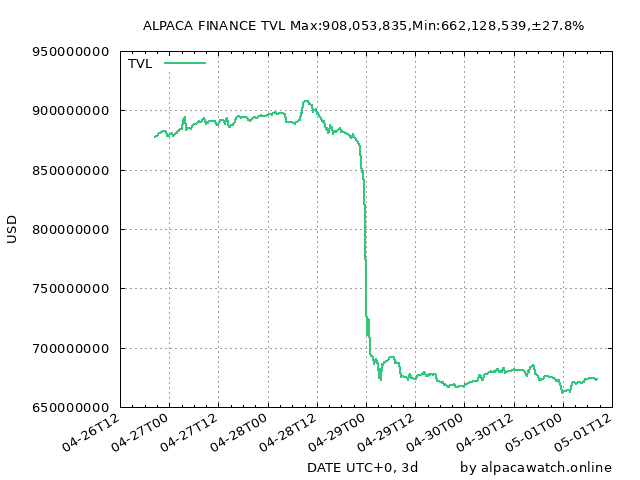 ALPACA FINANCE TVL Max:908,053,835,Min:662,128,539,±27.8%
TVL
950000000
900000000
850000000
800000000
750000000
700000000
650000000
USD
04-26T12
04-27T00
04-27T12
04-28T00
04-28T12
04-29T00
04-29T12
04-30T00
04-30T12
05-01T00
05-01T12
DATE UTC+0, 3d
by alpacawatch.online